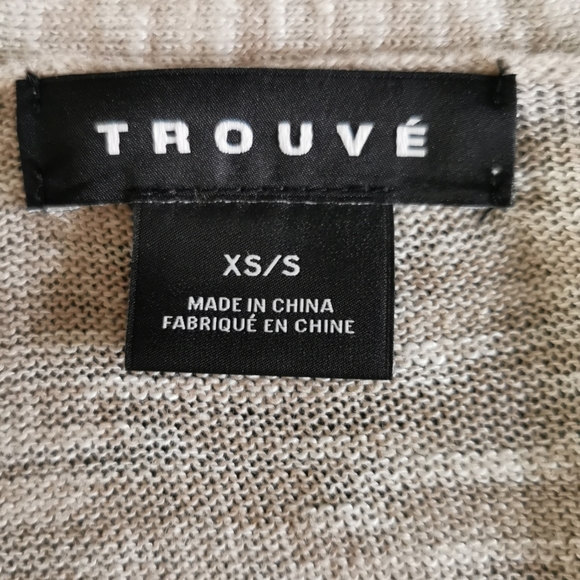 TROUVÉ
XS/S
MADE IN CHINA
FABRIQUÉ EN CHINE